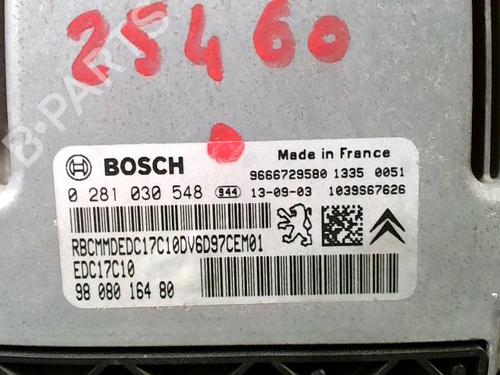 25460
B-PARTS
BOSCH
Made in France
9666729580 1335 0051
0 281 030 548 944 13-09-03 1039S67626
RBCMMDEDC17C10DV6D97CEM01
EDC17C10
98 080 164 80